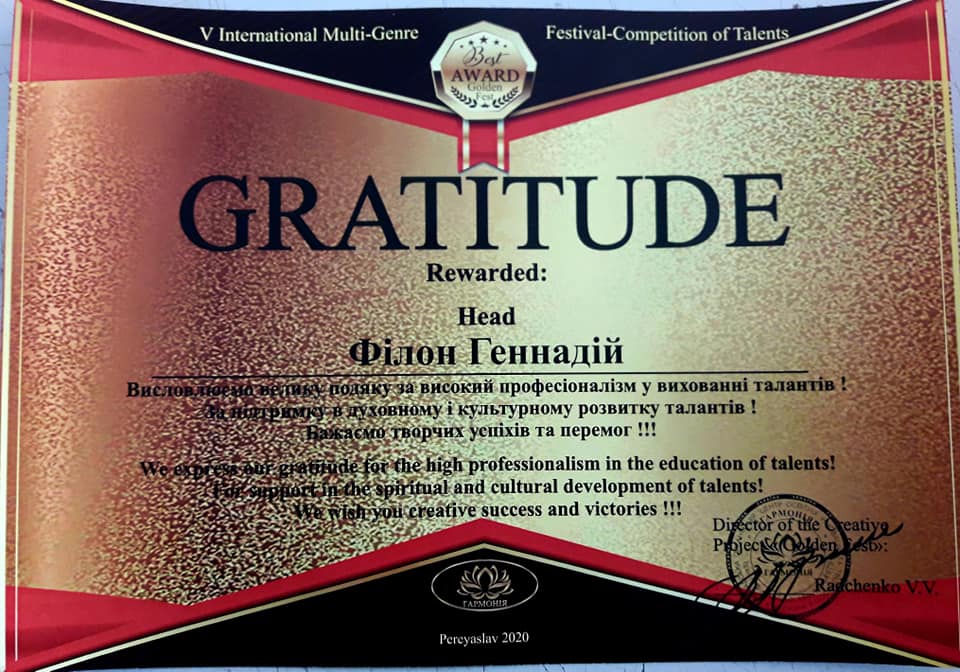 V International Multi-Genre Festival-Competition of Talents
Best
AWARD
Golden
Fest
GRATITUDE
Rewarded:
Head
Філон Геннадій
Висловлюємо велику подяку за високий професіоналізм у вихованні талантів !
За підтримку в духовному і культурному розвитку талантів !
Бажаємо творчих успіхів та перемог !!!
We express our gratitude for the high professionalism in the education of talents!
For support in the spiritual and cultural development of talents!
We wish you creative success and victories !!!
Director of the Creative
Project «Golden Fest»:
ГАРМОНІЯ
Radchenko V.V.
ГАРМОНІЯ
Pereyaslav 2020